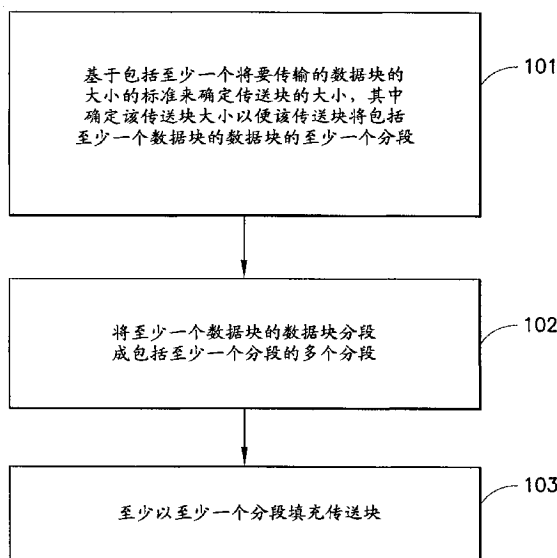 基于包括至少一个将要传输的数据块的
大小的标准来确定传送块的大小，其中
确定该传送块大小以便该传送块将包括
至少一个数据块的数据块的至少一个分段
101
将至少一个数据块的数据块分段
成包括至少一个分段的多个分段
102
至少以至少一个分段填充传送块
103